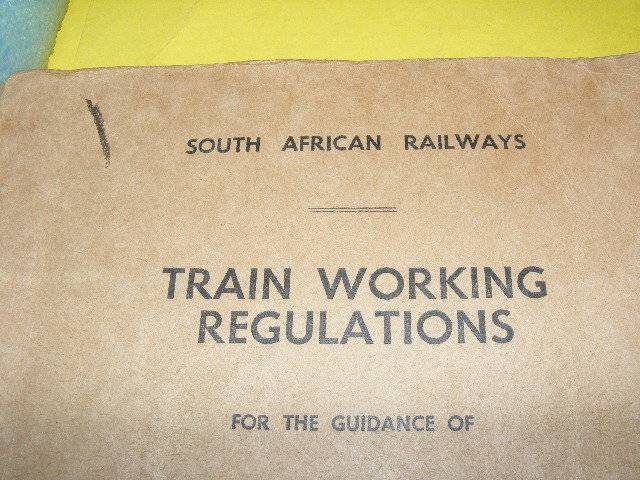 SOUTH AFRICAN RAILWAYS
TRAIN WORKING
REGULATIONS
FOR THE GUIDANCE OF